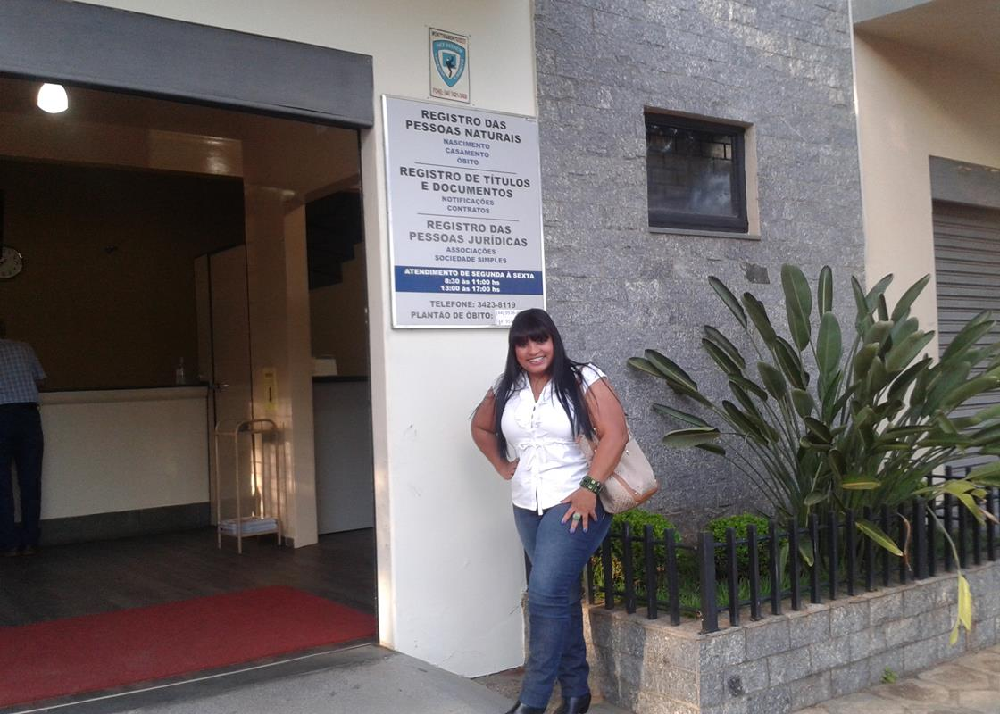 MONITORAMENTO 24HS
REGISTRO DAS
PESSOAS NATURAIS
NASCIMENTO
CASAMENTO
ÓBITO
REGISTRO DE TÍTULOS
E DOCUMENTOS
NOTIFICAÇÕES
CONTRATOS
REGISTRO DAS
PESSOAS JURÍDICAS
ASSOCIAÇÕES
SOCIEDADE SIMPLES
ATENDIMENTO DE SEGUNDA À SEXTA
8:30 às 11:00 hs
13:00 às 17:00 hs
TELEFONE: 3423-8119
PLANTÃO DE ÓBITO: